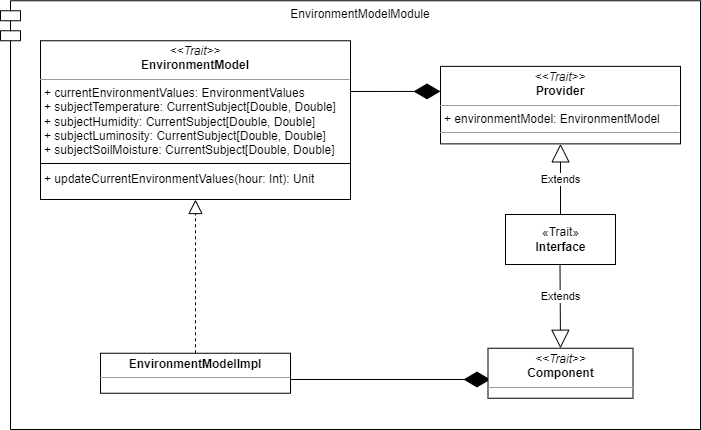 EnvironmentModelModule
<<Trait>>
EnvironmentModel
+ currentEnvironmentValues: EnvironmentValues
+ subjectTemperature: CurrentSubject[Double, Double]
+ subjectHumidity: CurrentSubject[Double, Double]
+ subjectLuminosity: CurrentSubject[Double, Double]
+ subjectSoilMoisture: CurrentSubject[Double, Double]
+ updateCurrentEnvironmentValues(hour: Int): Unit
<<Trait>>
Provider
+ environmentModel: EnvironmentModel
Extends
«Trait»
Interface
Extends
EnvironmentModelImpl
<<Trait>>
Component